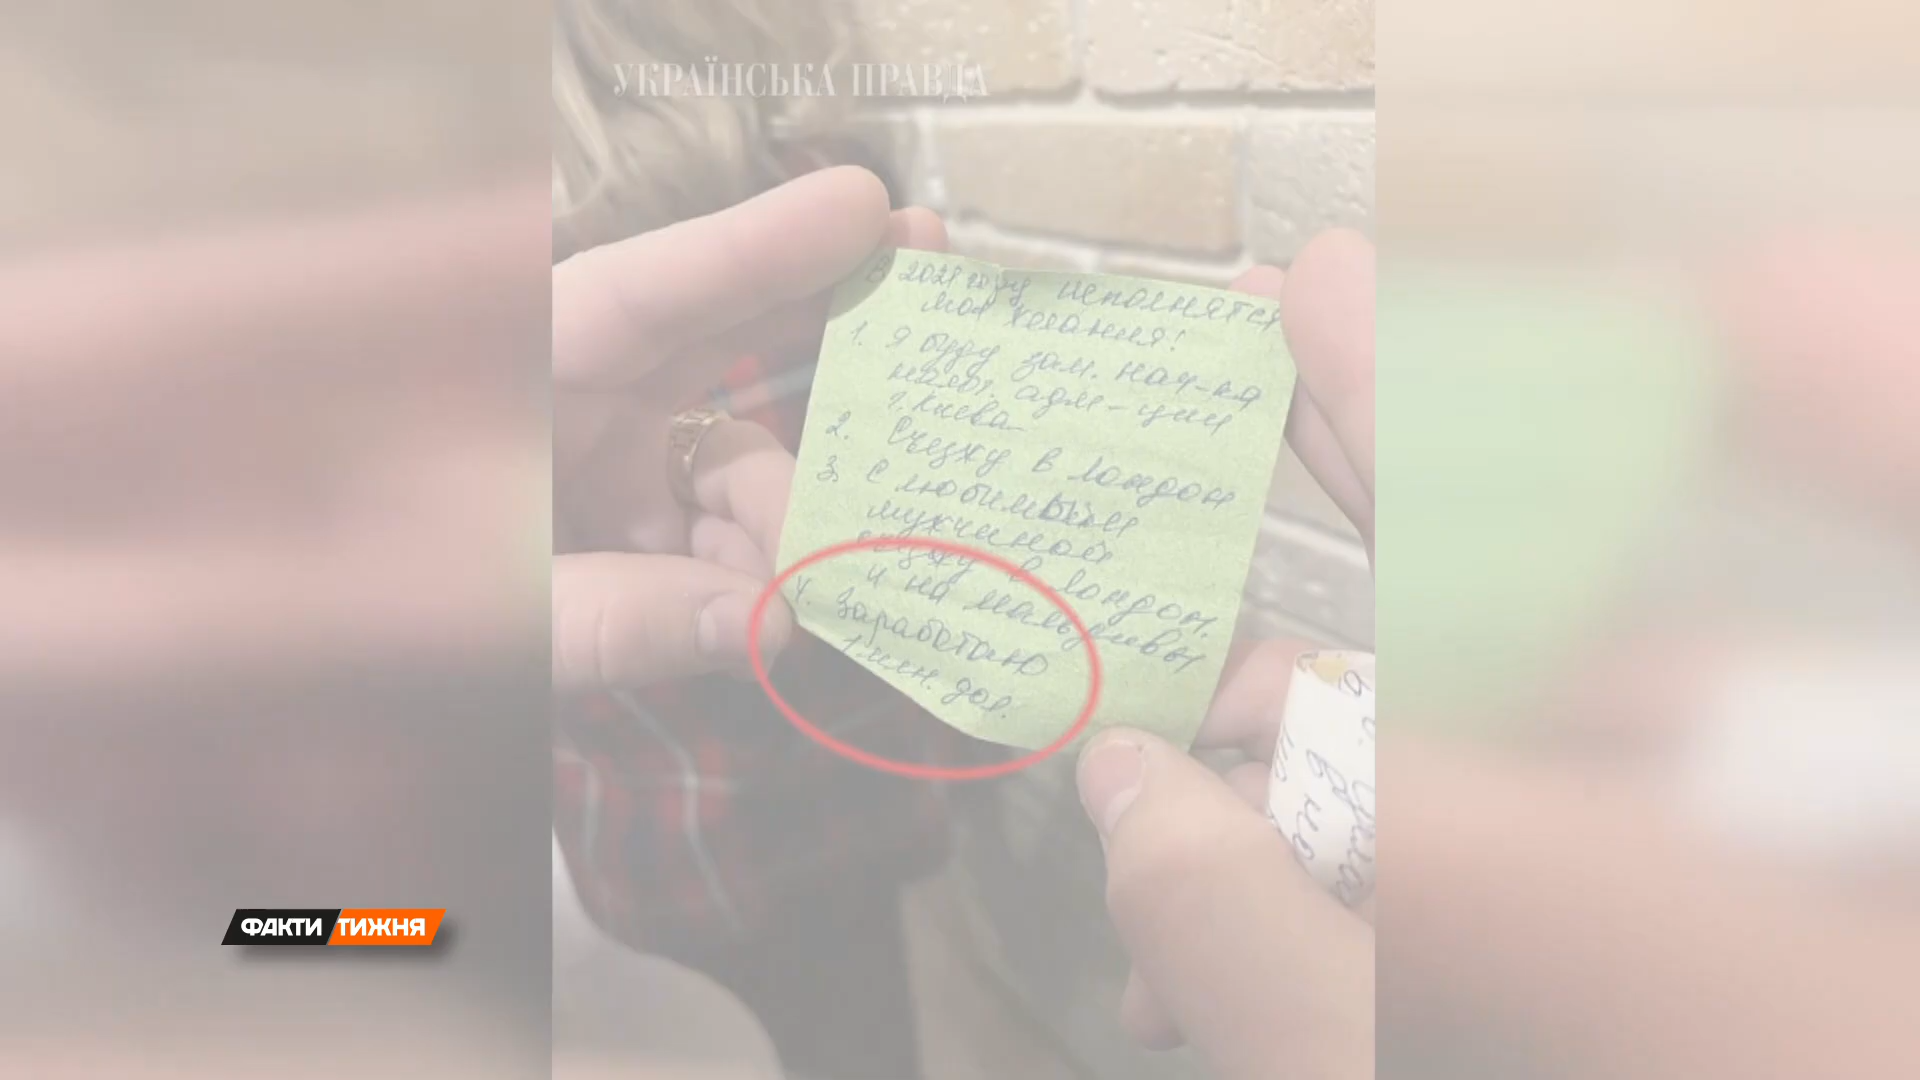 УКРАЇНСЬКА ПРАВДА
В 2021 году исполнятся
мои желания!
1. Я буду зам. нач-ка
налог. адм-ции
г. Киева
2. Съезжу в Лондон
3. С любимым
мужчиной
съезжу в Лондон.
и на Мальдивы
4. Заработаю
1 млн. дол.
ФАКТИ ТИЖНЯ